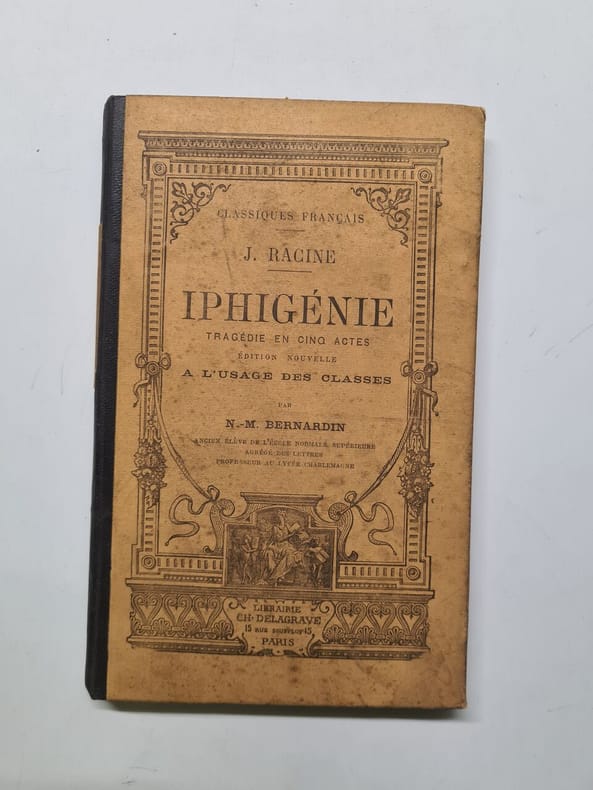 CLASSIQUES FRANÇAIS
J. RACINE
IPHIGÉNIE
TRAGÉDIE EN CINQ ACTES
ÉDITION NOUVELLE
A L'USAGE DES CLASSES
PAR
N.-M. BERNARDIN
ANCIEN ÉLÈVE DE L'ÉCOLE NORMALE SUPÉRIEURE
AGRÉGÉ DES LETTRES
PROFESSEUR AU LYCÉE CHARLEMAGNE
LIBRAIRIE
CH. DELAGRAVE
15 RUE SOUFFLOT 15
PARIS